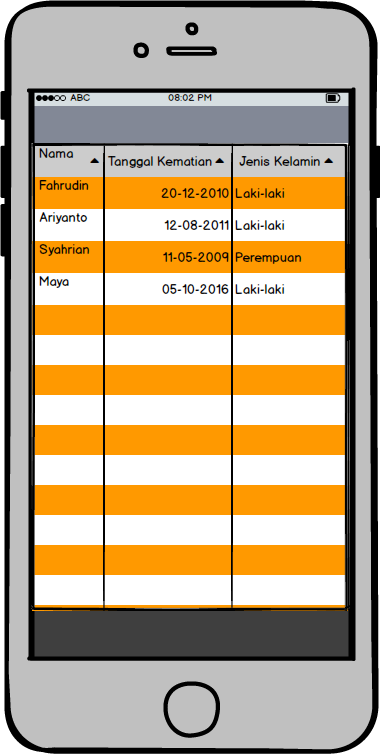 ABC 08:02 PM
Nama Tanggal Kematian Jenis Kelamin
Fahrudin 20-12-2010 Laki-laki
Ariyanto 12-08-2011 Laki-laki
Syahrian 11-05-2009 Perempuan
Maya 05-10-2016 Laki-laki